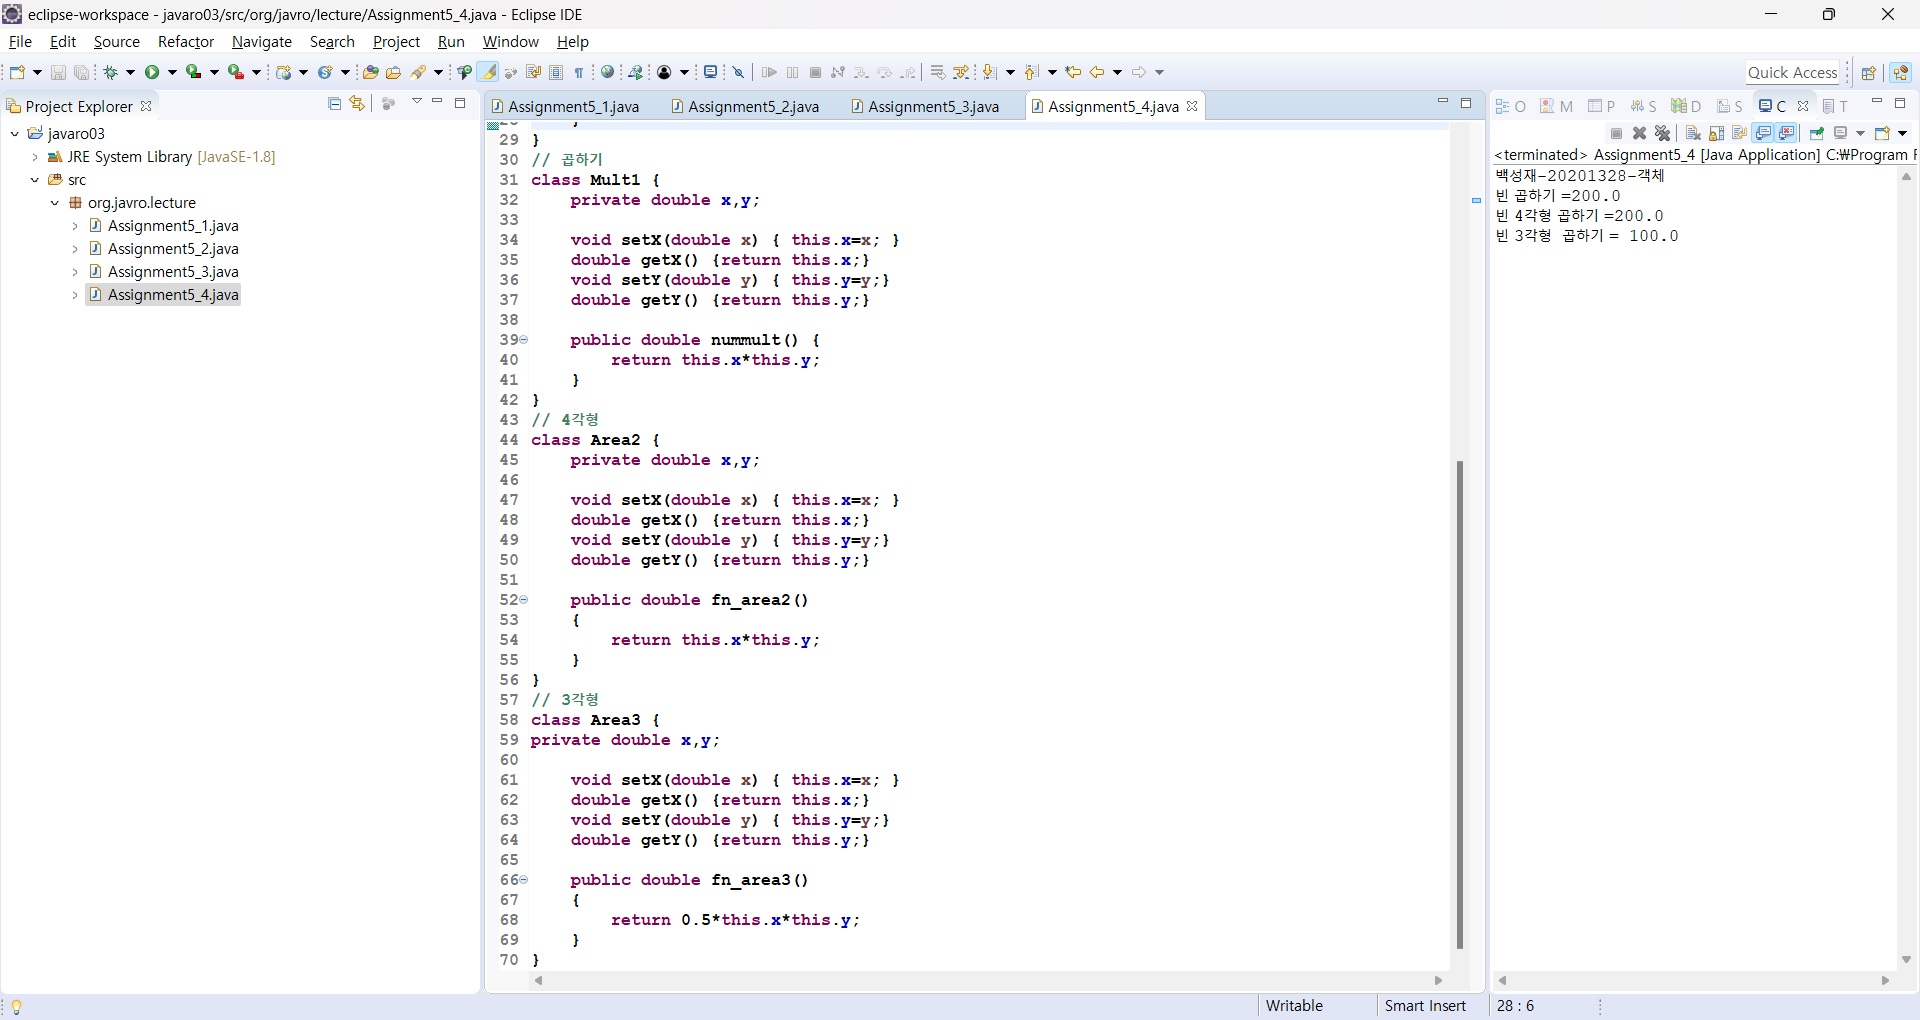 eclipse-workspace - javaro03/src/org/javro/lecture/Assignment5_4.java - Eclipse IDE
File Edit Source Refactor Navigate Search Project Run Window Help
Quick Access
Project Explorer
javaro03
JRE System Library [JavaSE-1.8]
src
org.javro.lecture
Assignment5_1.java
Assignment5_2.java
Assignment5_3.java
Assignment5_4.java
Assignment5_1.java Assignment5_2.java Assignment5_3.java Assignment5_4.java
28 }
29 }
30 // 곱하기
31 class Mult1 {
32 private double x,y;
33
34 void setX(double x) { this.x=x; }
35 double getX() {return this.x;}
36 void setY(double y) { this.y=y;}
37 double getY() {return this.y;}
38
39 public double nummult() {
40 return this.x*this.y;
41 }
42 }
43 // 4각형
44 class Area2 {
45 private double x,y;
46
47 void setX(double x) { this.x=x; }
48 double getX() {return this.x;}
49 void setY(double y) { this.y=y;}
50 double getY() {return this.y;}
51
52 public double fn_area2()
53 {
54 return this.x*this.y;
55 }
56 }
57 // 3각형
58 class Area3 {
59 private double x,y;
60
61 void setX(double x) { this.x=x; }
62 double getX() {return this.x;}
63 void setY(double y) { this.y=y;}
64 double getY() {return this.y;}
65
66 public double fn_area3()
67 {
68 return 0.5*this.x*this.y;
69 }
70 }
O M P S D S C T
<terminated> Assignment5_4 [Java Application] C:₩Program F
백성재-20201328-객체
빈 곱하기 =200.0
빈 4각형 곱하기 =200.0
빈 3각형 곱하기 = 100.0
Writable Smart Insert 28 : 6